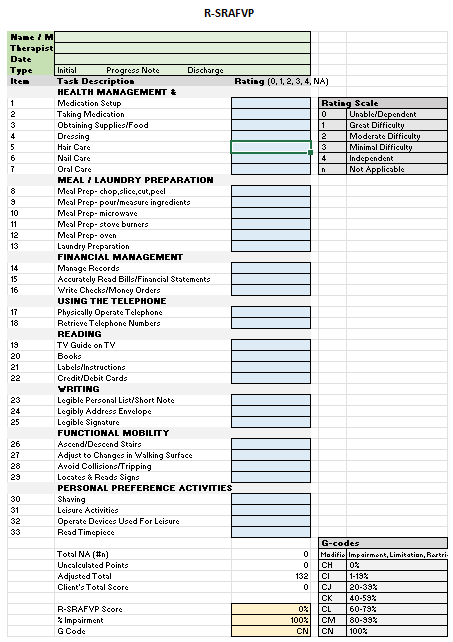 R-SRAFVP
Name / M
Therapist
Date
Type Initial Progress Note Discharge
Item Task Description Rating (0, 1, 2, 3, 4, NA)
HEALTH MANAGEMENT &
1 Medication Setup
2 Taking Medication
3 Obtaining Supplies/Food
4 Dressing
5 Hair Care
6 Nail Care
7 Oral Care
Rating Scale
0 Unable/Dependent
1 Great Difficulty
2 Moderate Difficulty
3 Minimal Difficulty
4 Independent
n Not Applicable
MEAL / LAUNDRY PREPARATION
8 Meal Prep- chop,slice,cut,peel
9 Meal Prep- pour/measure ingredients
10 Meal Prep- microwave
11 Meal Prep- stove burners
12 Meal Prep- oven
13 Laundry Preparation
FINANCIAL MANAGEMENT
14 Manage Records
15 Accurately Read Bills/Financial Statements
16 Write Checks/Money Orders
USING THE TELEPHONE
17 Physically Operate Telephone
18 Retrieve Telephone Numbers
READING
19 TV Guide on TV
20 Books
21 Labels/Instructions
22 Credit/Debit Cards
WRITING
23 Legible Personal List/Short Note
24 Legibly Address Envelope
25 Legible Signature
FUNCTIONAL MOBILITY
26 Ascend/Descend Stairs
27 Adjust to Changes in Walking Surface
28 Avoid Collisions/Tripping
29 Locates & Reads Signs
PERSONAL PREFERENCE ACTIVITIES
30 Shaving
31 Leisure Activities
32 Operate Devices Used For Leisure
33 Read Timepiece
Total NA (#n) 0
Uncalculated Points 0
Adjusted Total 132
Client's Total Score 0
R-SRAFVP Score 0%
% Impairment 100%
G Code CN
G-codes
Modifie Impairment, Limitation, Restri
CH 0%
CI 1-19%
CJ 20-39%
CK 40-59%
CL 60-79%
CM 80-99%
CN 100%